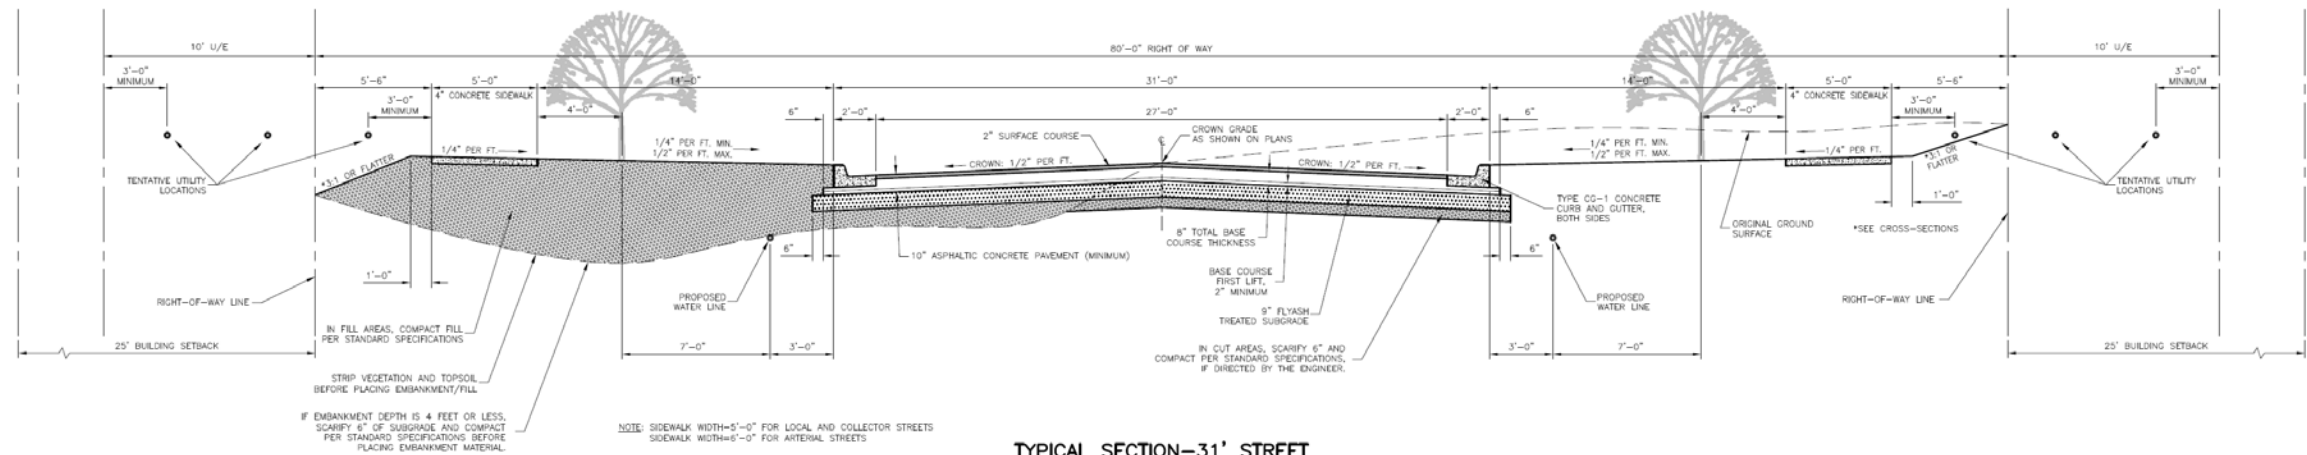 10' U/E
80'-0" RIGHT OF WAY
10' U/E
3'-0"
MINIMUM
5'-6"
5'-0"
14'-0"
31'-0"
14'-0"
5'-0"
5'-6"
3'-0"
MINIMUM
4" CONCRETE SIDEWALK
4" CONCRETE SIDEWALK
3'-0"
MINIMUM
4'-0"
6"
2'-0"
27'-0"
2'-0"
6"
4'-0"
3'-0"
MINIMUM
2" SURFACE COURSE
CROWN GRADE
AS SHOWN ON PLANS
1/4" PER FT.
1/4" PER FT. MIN.
1/2" PER FT. MAX.
CROWN: 1/2" PER FT.
CROWN: 1/2" PER FT.
1/4" PER FT. MIN.
1/2" PER FT. MAX.
1/4" PER FT.
*3:1 OR FLATTER
*3:1 OR
FLATTER
TENTATIVE UTILITY
LOCATIONS
TENTATIVE UTILITY
LOCATIONS
TYPE CG-1 CONCRETE
CURB AND GUTTER,
BOTH SIDES
ORIGINAL GROUND
SURFACE
1'-0"
*SEE CROSS-SECTIONS
8" TOTAL BASE
COURSE THICKNESS
6"
10" ASPHALTIC CONCRETE PAVEMENT (MINIMUM)
6"
1'-0"
BASE COURSE
FIRST LIFT,
2" MINIMUM
RIGHT-OF-WAY LINE
PROPOSED
WATER LINE
PROPOSED
WATER LINE
RIGHT-OF-WAY LINE
9" FLYASH
TREATED SUBGRADE
IN FILL AREAS, COMPACT FILL
PER STANDARD SPECIFICATIONS
25' BUILDING SETBACK
7'-0"
3'-0"
IN CUT AREAS, SCARIFY 6" AND
COMPACT PER STANDARD SPECIFICATIONS,
IF DIRECTED BY THE ENGINEER.
3'-0"
7'-0"
25' BUILDING SETBACK
STRIP VEGETATION AND TOPSOIL
BEFORE PLACING EMBANKMENT/FILL
IF EMBANKMENT DEPTH IS 4 FEET OR LESS,
SCARIFY 6" OF SUBGRADE AND COMPACT
PER STANDARD SPECIFICATIONS BEFORE
PLACING EMBANKMENT MATERIAL.
NOTE: SIDEWALK WIDTH=5'-0" FOR LOCAL AND COLLECTOR STREETS
SIDEWALK WIDTH=6'-0" FOR ARTERIAL STREETS
TYPICAL SECTION-31' STREET